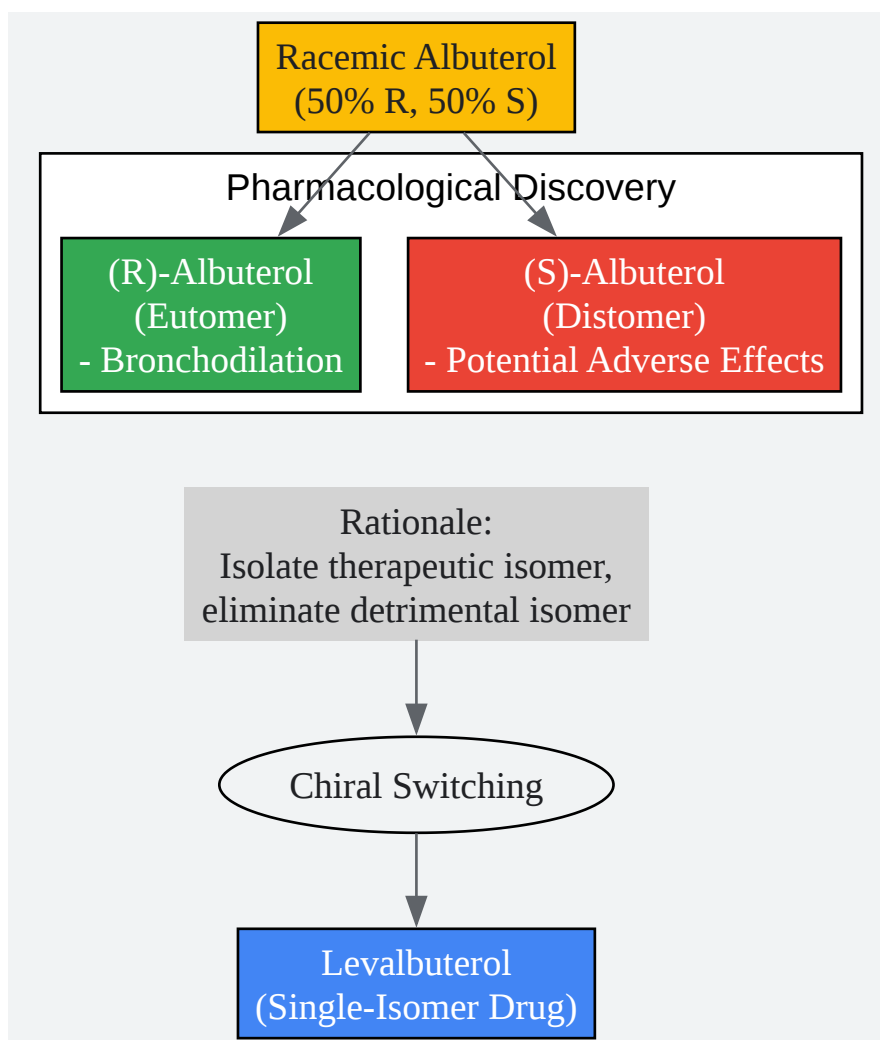 Racemic Albuterol
(50% R, 50% S)
Pharmacological Discovery
(R)-Albuterol
(Eutomer)
- Bronchodilation
(S)-Albuterol
(Distomer)
- Potential Adverse Effects
Rationale:
Isolate therapeutic isomer,
eliminate detrimental isomer
Chiral Switching
Levalbuterol
(Single-Isomer Drug)